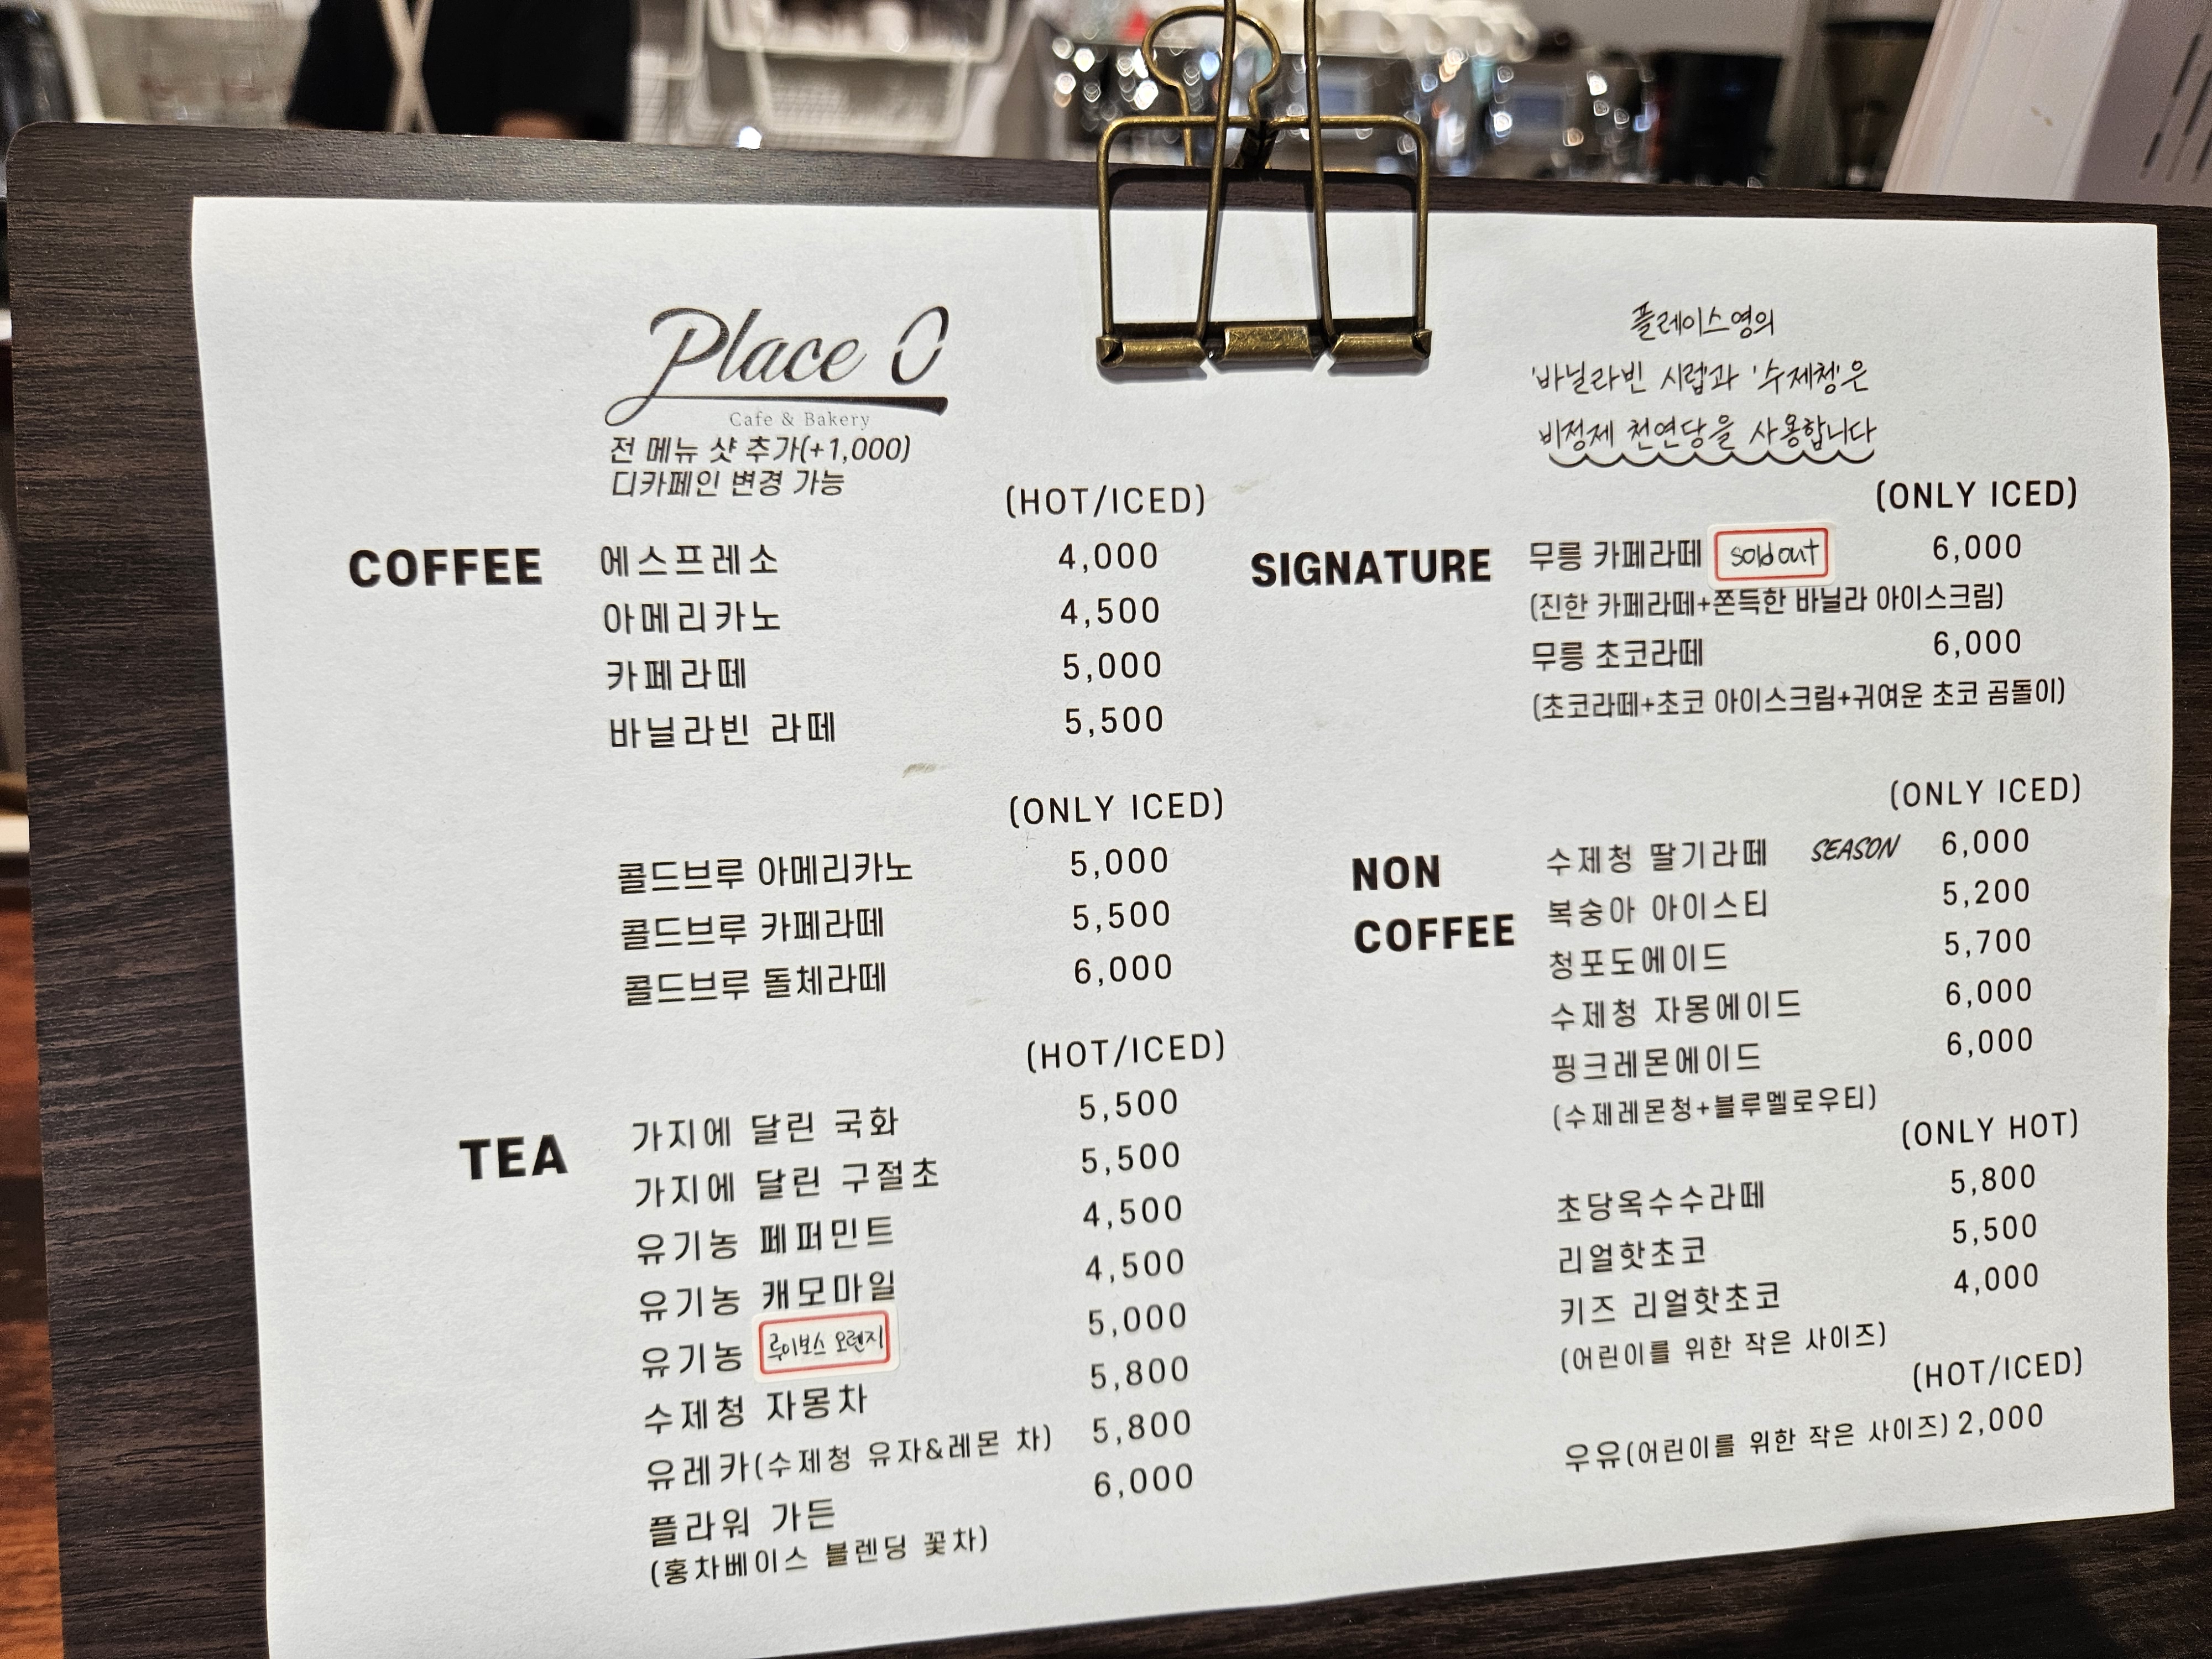 Place 0
Cafe & Bakery
전 메뉴 샷 추가(+1,000)
디카페인 변경 가능
(HOT/ICED)
COFFEE
에스프레소 4,000
아메리카노 4,500
카페라떼 5,000
바닐라빈 라떼 5,500
(ONLY ICED)
콜드브루 아메리카노 5,000
콜드브루 카페라떼 5,500
콜드브루 돌체라떼 6,000
(HOT/ICED)
TEA
가지에 달린 국화 5,500
가지에 달린 구절초 5,500
유기농 페퍼민트 4,500
유기농 캐모마일 4,500
유기농 루이보스 오렌지 5,000
수제청 자몽차 5,800
유레카(수제청 유자&레몬 차) 5,800
플라워 가든 6,000
(홍차베이스 블렌딩 꽃차)
플레이스영의
'바닐라빈 시럽'과 '수제청'은
비정제 천연당을 사용합니다
(ONLY ICED)
SIGNATURE
무릉 카페라떼 sold out 6,000
(진한 카페라떼+쫀득한 바닐라 아이스크림)
무릉 초코라떼 6,000
(초코라떼+초코 아이스크림+귀여운 초코 곰돌이)
(ONLY ICED)
NON
COFFEE
수제청 딸기라떼 SEASON 6,000
복숭아 아이스티 5,200
청포도에이드 5,700
수제청 자몽에이드 6,000
핑크레몬에이드 6,000
(수제레몬청+블루멜로우티)
(ONLY HOT)
초당옥수수라떼 5,800
리얼핫초코 5,500
키즈 리얼핫초코 4,000
(어린이를 위한 작은 사이즈)
(HOT/ICED)
우유(어린이를 위한 작은 사이즈) 2,000